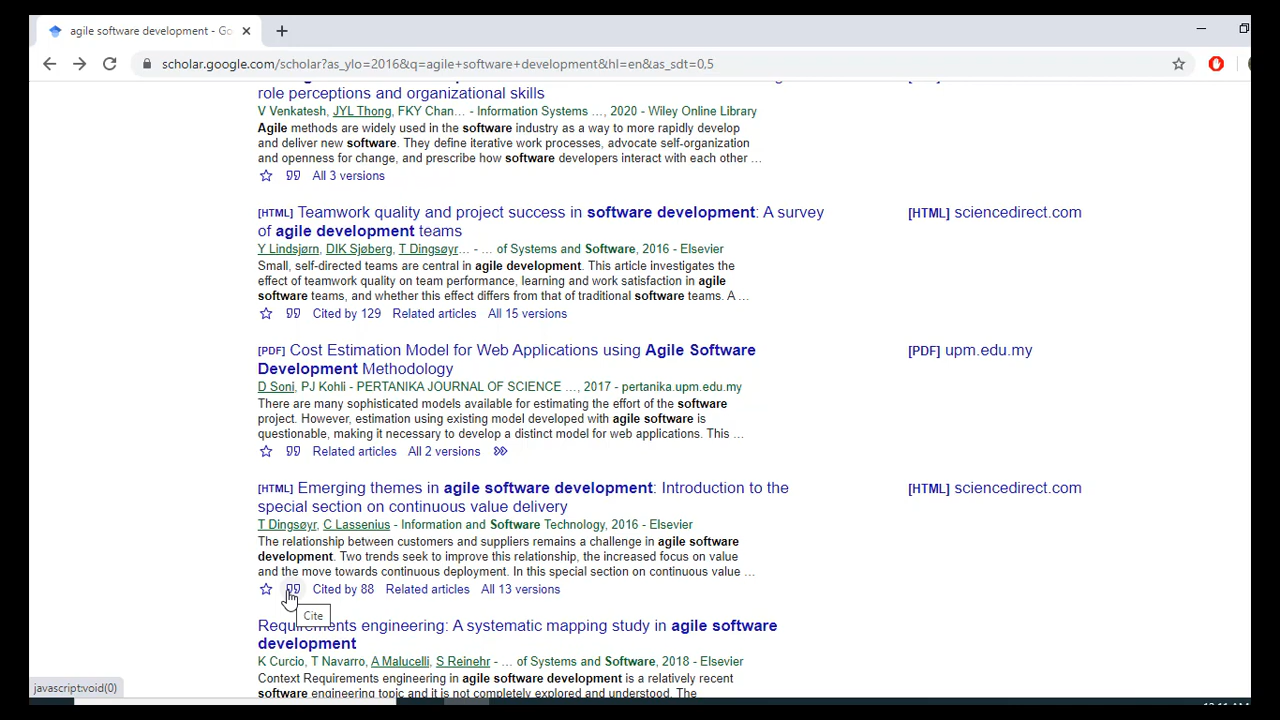 agile software development - Go
scholar.google.com/scholar?as_ylo=2016&q=agile+software+development&hl=en&as_sdt=0,5
role perceptions and organizational skills
V Venkatesh, JYL Thong, FKY Chan… - Information Systems …, 2020 - Wiley Online Library
Agile methods are widely used in the software industry as a way to more rapidly develop
and deliver new software. They define iterative work processes, advocate self-organization
and openness for change, and prescribe how software developers interact with each other …
All 3 versions
[HTML] Teamwork quality and project success in software development: A survey
of agile development teams
[HTML] sciencedirect.com
Y Lindsjørn, DIK Sjøberg, T Dingsøyr… - … of Systems and Software, 2016 - Elsevier
Small, self-directed teams are central in agile development. This article investigates the
effect of teamwork quality on team performance, learning and work satisfaction in agile
software teams, and whether this effect differs from that of traditional software teams. A …
Cited by 129 Related articles All 15 versions
[PDF] Cost Estimation Model for Web Applications using Agile Software
Development Methodology
[PDF] upm.edu.my
D Soni, PJ Kohli - PERTANIKA JOURNAL OF SCIENCE …, 2017 - pertanika.upm.edu.my
There are many sophisticated models available for estimating the effort of the software
project. However, estimation using existing model developed with agile software is
questionable, making it necessary to develop a distinct model for web applications. This …
Related articles All 2 versions
[HTML] Emerging themes in agile software development: Introduction to the
special section on continuous value delivery
[HTML] sciencedirect.com
T Dingsøyr, C Lassenius - Information and Software Technology, 2016 - Elsevier
The relationship between customers and suppliers remains a challenge in agile software
development. Two trends seek to improve this relationship, the increased focus on value
and the move towards continuous deployment. In this special section on continuous value …
Cited by 88 Related articles All 13 versions
Cite
Requirements engineering: A systematic mapping study in agile software
development
K Curcio, T Navarro, A Malucelli, S Reinehr - … of Systems and Software, 2018 - Elsevier
Context Requirements engineering in agile software development is a relatively recent
software engineering topic and it is not completely explored and understood. The
javascript:void(0)